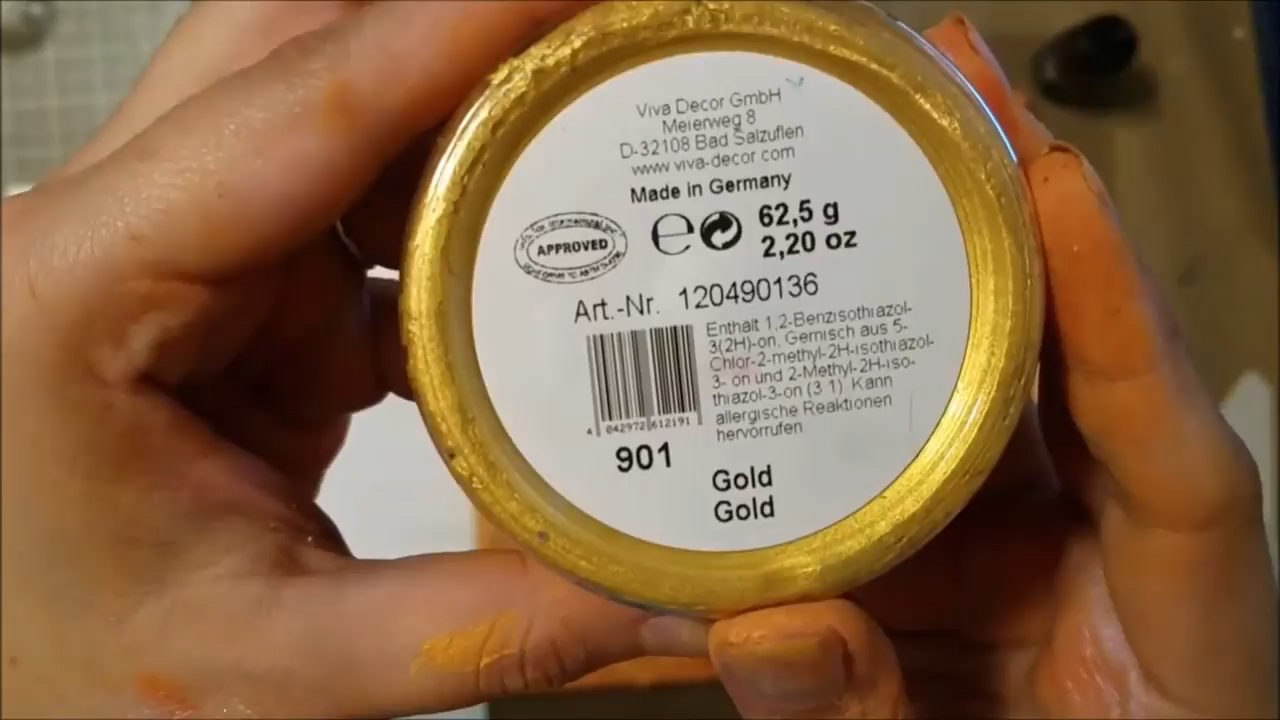 Viva Decor GmbH
Meierweg 8
D-32108 Bad Salzuflen
www.viva-decor.com
Made in Germany
APPROVED
62,5 g
2,20 oz
Art.-Nr. 120490136
Enthält 1,2-Benzisothiazol-
3(2H)-on, Gemisch aus 5-
Chlor-2-methyl-2H-isothiazol-
3- on und 2-Methyl-2H-iso-
thiazol-3-on (3 1) Kann
allergische Reaktionen
hervorrufen
4 042972 612191
901
Gold
Gold